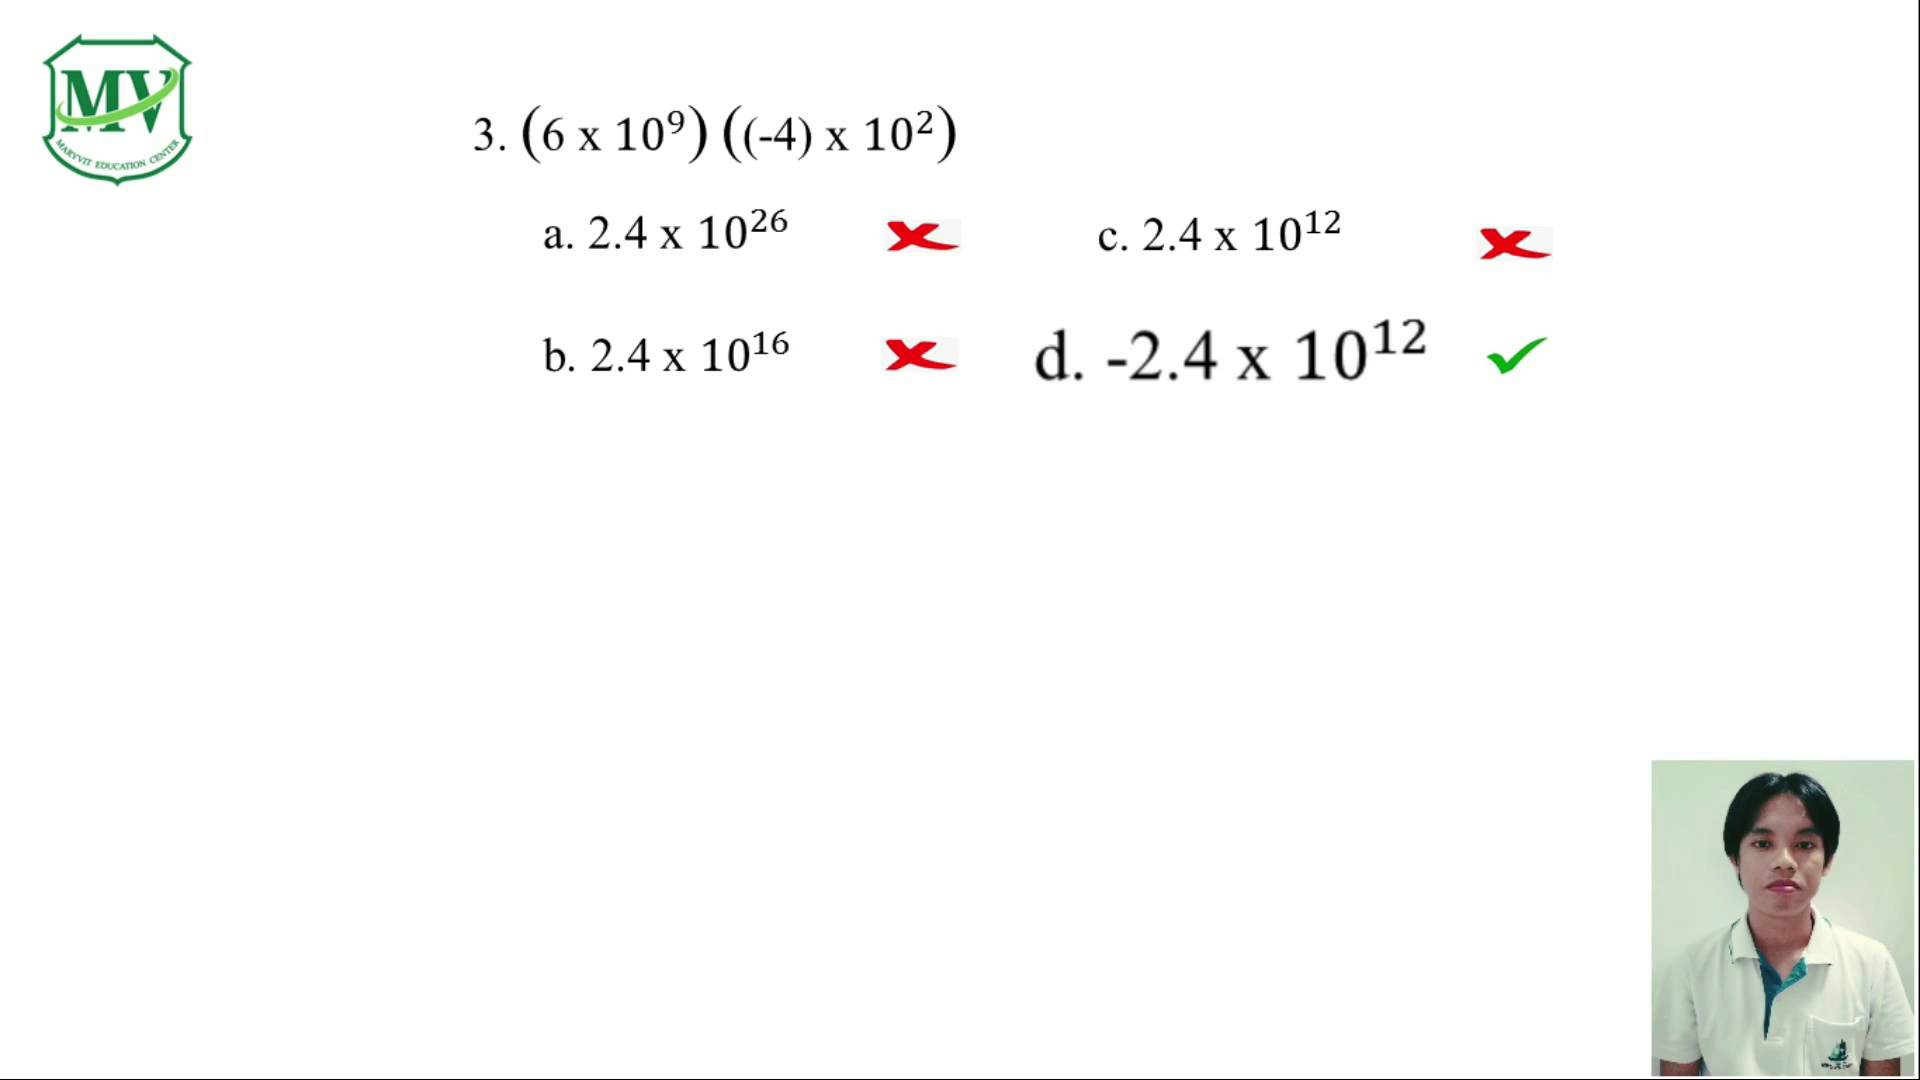 MV
MARYVIT EDUCATION CENTER
3. (6 x 10⁹) ((-4) x 10²)
a. 2.4 x 10²⁶
c. 2.4 x 10¹²
b. 2.4 x 10¹⁶
d. -2.4 x 10¹²